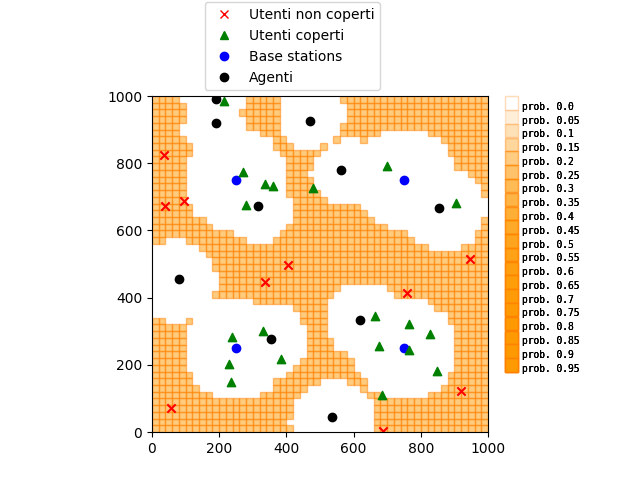 Utenti non coperti
Utenti coperti
Base stations
Agenti
1000
800
600
400
200
0
0
200
400
600
800
1000
prob. 0.0
prob. 0.05
prob. 0.1
prob. 0.15
prob. 0.2
prob. 0.25
prob. 0.3
prob. 0.35
prob. 0.4
prob. 0.45
prob. 0.5
prob. 0.55
prob. 0.6
prob. 0.65
prob. 0.7
prob. 0.75
prob. 0.8
prob. 0.85
prob. 0.9
prob. 0.95